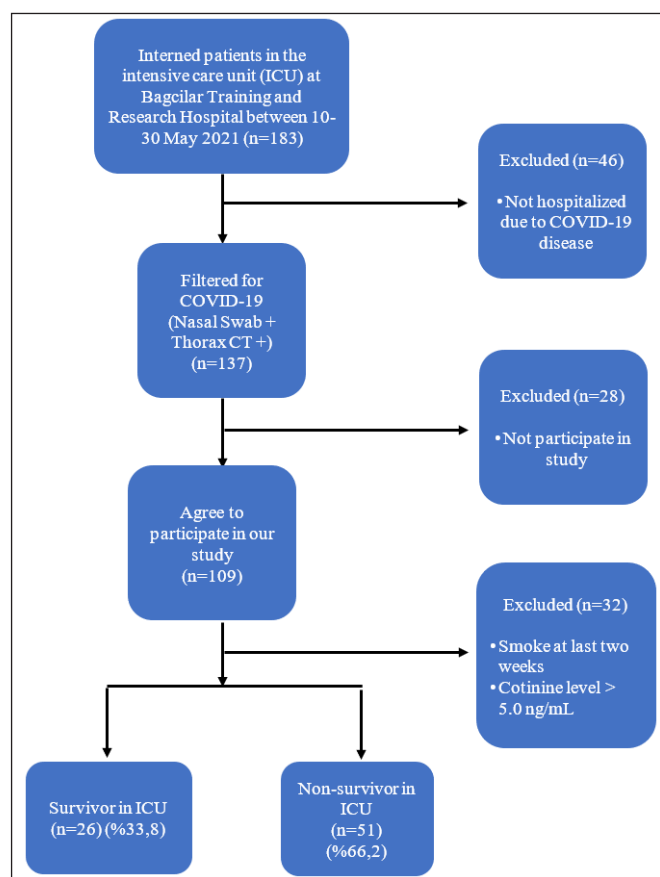 Interned patients in the
intensive care unit (ICU) at
Bagcilar Training and
Research Hospital between 10-
30 May 2021 (n=183)
Excluded (n=46)
• Not hospitalized
due to COVID-19
disease
Filtered for
COVID-19
(Nasal Swab +
Thorax CT +)
(n=137)
Excluded (n=28)
• Not participate in
study
Agree to
participate in our
study
(n=109)
Excluded (n=32)
• Smoke at last two
weeks
• Cotinine level >
5.0 ng/mL
Survivor in ICU
(n=26) (%33,8)
Non-survivor in
ICU
(n=51)
(%66,2)